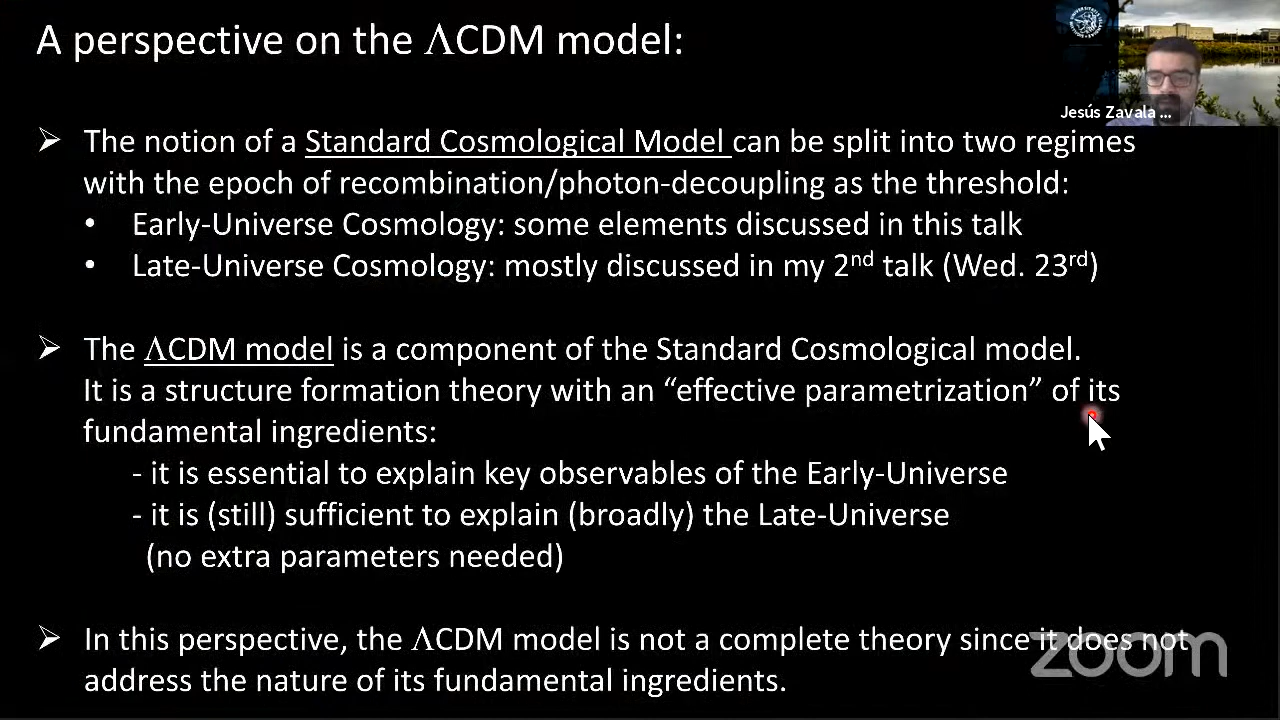 A perspective on the ΛCDM model:
Jesús Zavala ...
➢ The notion of a Standard Cosmological Model can be split into two regimes
with the epoch of recombination/photon-decoupling as the threshold:
• Early-Universe Cosmology: some elements discussed in this talk
• Late-Universe Cosmology: mostly discussed in my 2nd talk (Wed. 23rd)
➢ The ΛCDM model is a component of the Standard Cosmological model.
It is a structure formation theory with an “effective parametrization” of its
fundamental ingredients:
- it is essential to explain key observables of the Early-Universe
- it is (still) sufficient to explain (broadly) the Late-Universe
(no extra parameters needed)
➢ In this perspective, the ΛCDM model is not a complete theory since it does not
address the nature of its fundamental ingredients.
zoom